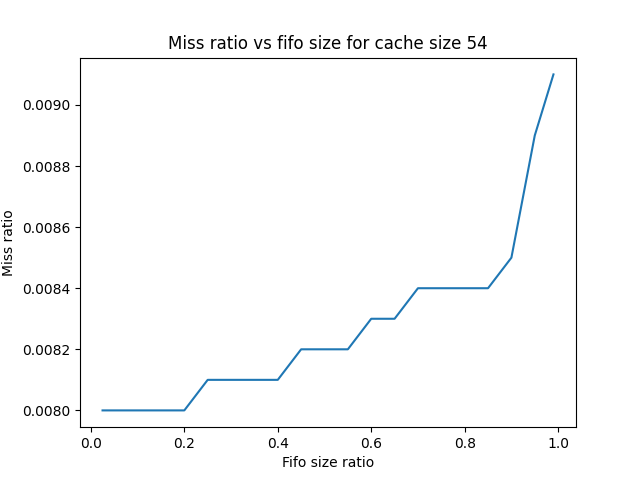 Miss ratio vs fifo size for cache size 54
0.0090
0.0088
0.0086
0.0084
0.0082
0.0080
Miss ratio
0.0 0.2 0.4 0.6 0.8 1.0
Fifo size ratio